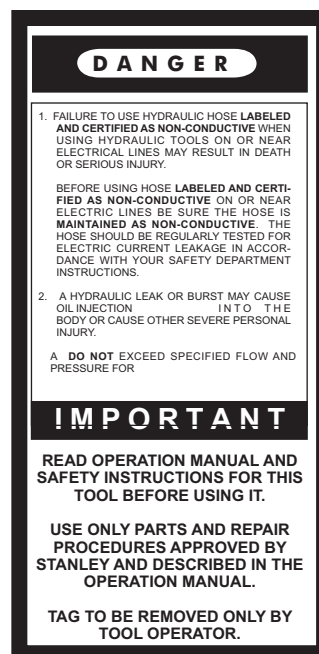 DANGER
1. FAILURE TO USE HYDRAULIC HOSE LABELED
AND CERTIFIED AS NON-CONDUCTIVE WHEN
USING HYDRAULIC TOOLS ON OR NEAR
ELECTRICAL LINES MAY RESULT IN DEATH
OR SERIOUS INJURY.
BEFORE USING HOSE LABELED AND CERTI-
FIED AS NON-CONDUCTIVE ON OR NEAR
ELECTRIC LINES BE SURE THE HOSE IS
MAINTAINED AS NON-CONDUCTIVE. THE
HOSE SHOULD BE REGULARLY TESTED FOR
ELECTRIC CURRENT LEAKAGE IN ACCOR-
DANCE WITH YOUR SAFETY DEPARTMENT
INSTRUCTIONS.
2. A HYDRAULIC LEAK OR BURST MAY CAUSE
OIL INJECTION INTO THE
BODY OR CAUSE OTHER SEVERE PERSONAL
INJURY.
A DO NOT EXCEED SPECIFIED FLOW AND
PRESSURE FOR
IMPORTANT
READ OPERATION MANUAL AND
SAFETY INSTRUCTIONS FOR THIS
TOOL BEFORE USING IT.
USE ONLY PARTS AND REPAIR
PROCEDURES APPROVED BY
STANLEY AND DESCRIBED IN THE
OPERATION MANUAL.
TAG TO BE REMOVED ONLY BY
TOOL OPERATOR.